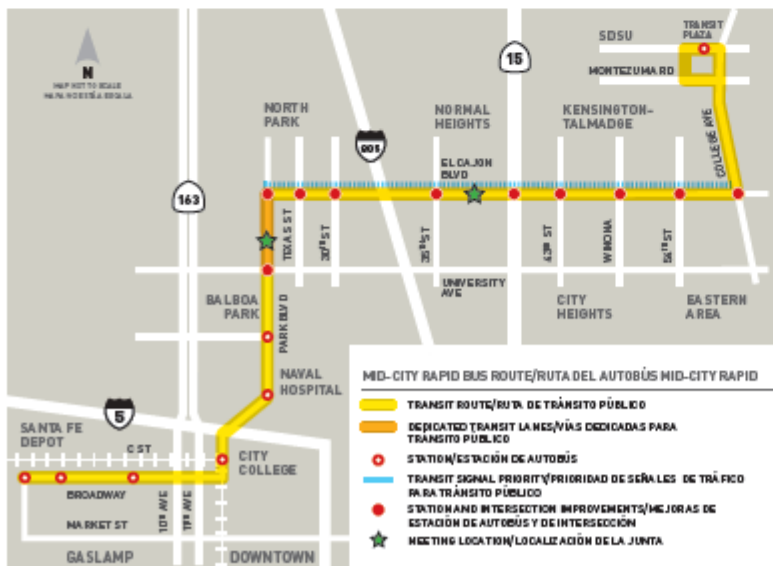 TRANSIT
PLAZA
SDSU
MONTEZUMA RD
N
MAP NOT TO SCALE
MAPA NO ESTÁ A ESCALA
15
NORTH
PARK
NORMAL
HEIGHTS
KENSINGTON-
TALMADGE
COLLEGE AVE
805
EL CAJON
BLVD
163
TEXAS ST
30TH ST
35TH ST
43RD ST
WINONA
54TH ST
UNIVERSITY
AVE
BALBOA
PARK
PARK BLVD
CITY
HEIGHTS
EASTERN
AREA
NAVAL
HOSPITAL
5
SANTA FE
DEPOT
C ST
CITY
COLLEGE
BROADWAY
10TH AVE
11TH AVE
MARKET ST
GASLAMP
DOWNTOWN
MID-CITY RAPID BUS ROUTE/RUTA DEL AUTOBÚS MID-CITY RAPID
TRANSIT ROUTE/RUTA DE TRÁNSITO PÚBLICO
DEDICATED TRANSIT LANES/VÍAS DEDICADAS PARA
TRÁNSITO PÚBLICO
STATION/ESTACIÓN DE AUTOBÚS
TRANSIT SIGNAL PRIORITY/PRIORIDAD DE SEÑALES DE TRÁFICO
PARA TRÁNSITO PÚBLICO
STATION AND INTERSECTION IMPROVEMENTS/MEJORAS DE
ESTACIÓN DE AUTOBÚS Y DE INTERSECCIÓN
MEETING LOCATION/LOCALIZACIÓN DE LA JUNTA